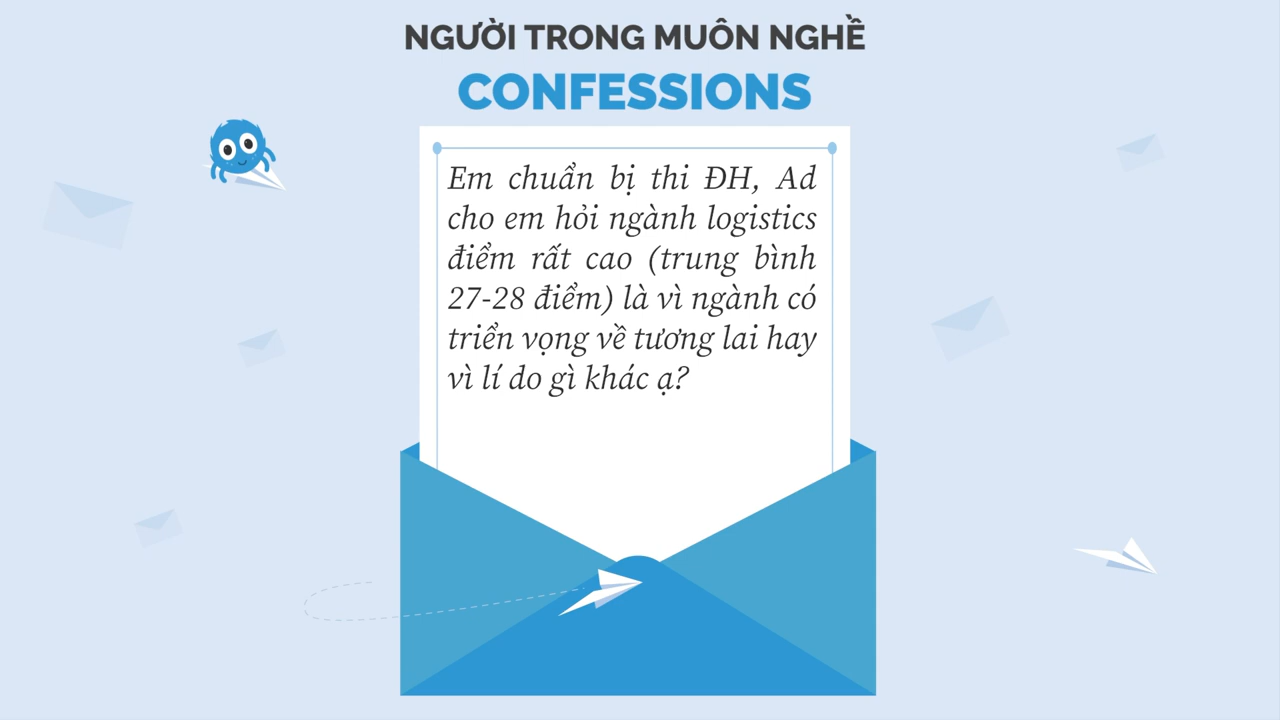 NGƯỜI TRONG MUÔN NGHỀ
CONFESSIONS
Em chuẩn bị thi ĐH, Ad
cho em hỏi ngành logistics
điểm rất cao (trung bình
27-28 điểm) là vì ngành có
triển vọng về tương lai hay
vì lí do gì khác ạ?